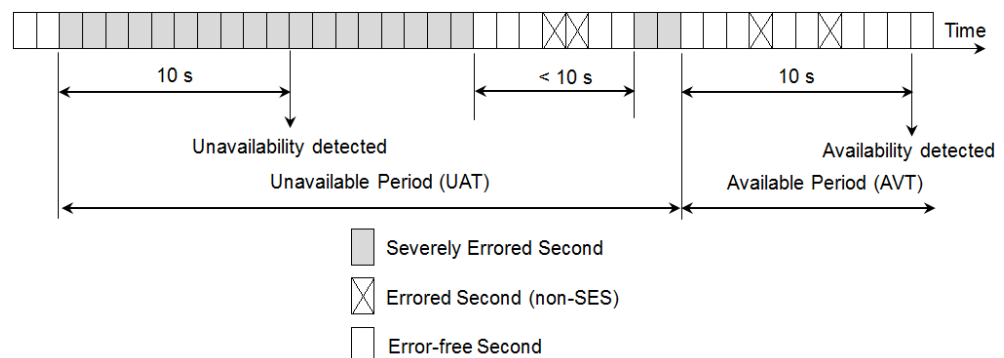 Time
10 s
< 10 s
10 s
Unavailability detected
Availability detected
Unavailable Period (UAT)
Available Period (AVT)
Severely Errored Second
Errored Second (non-SES)
Error-free Second